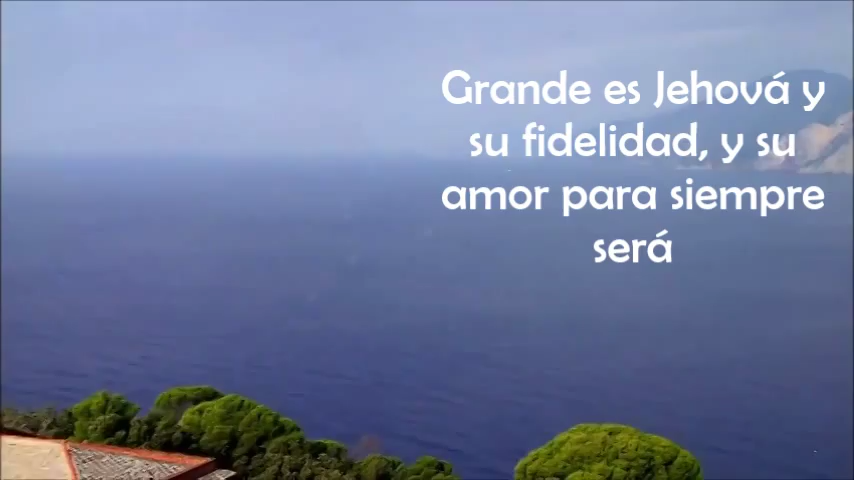 Grande es Jehová y
su fidelidad, y su
amor para siempre
será